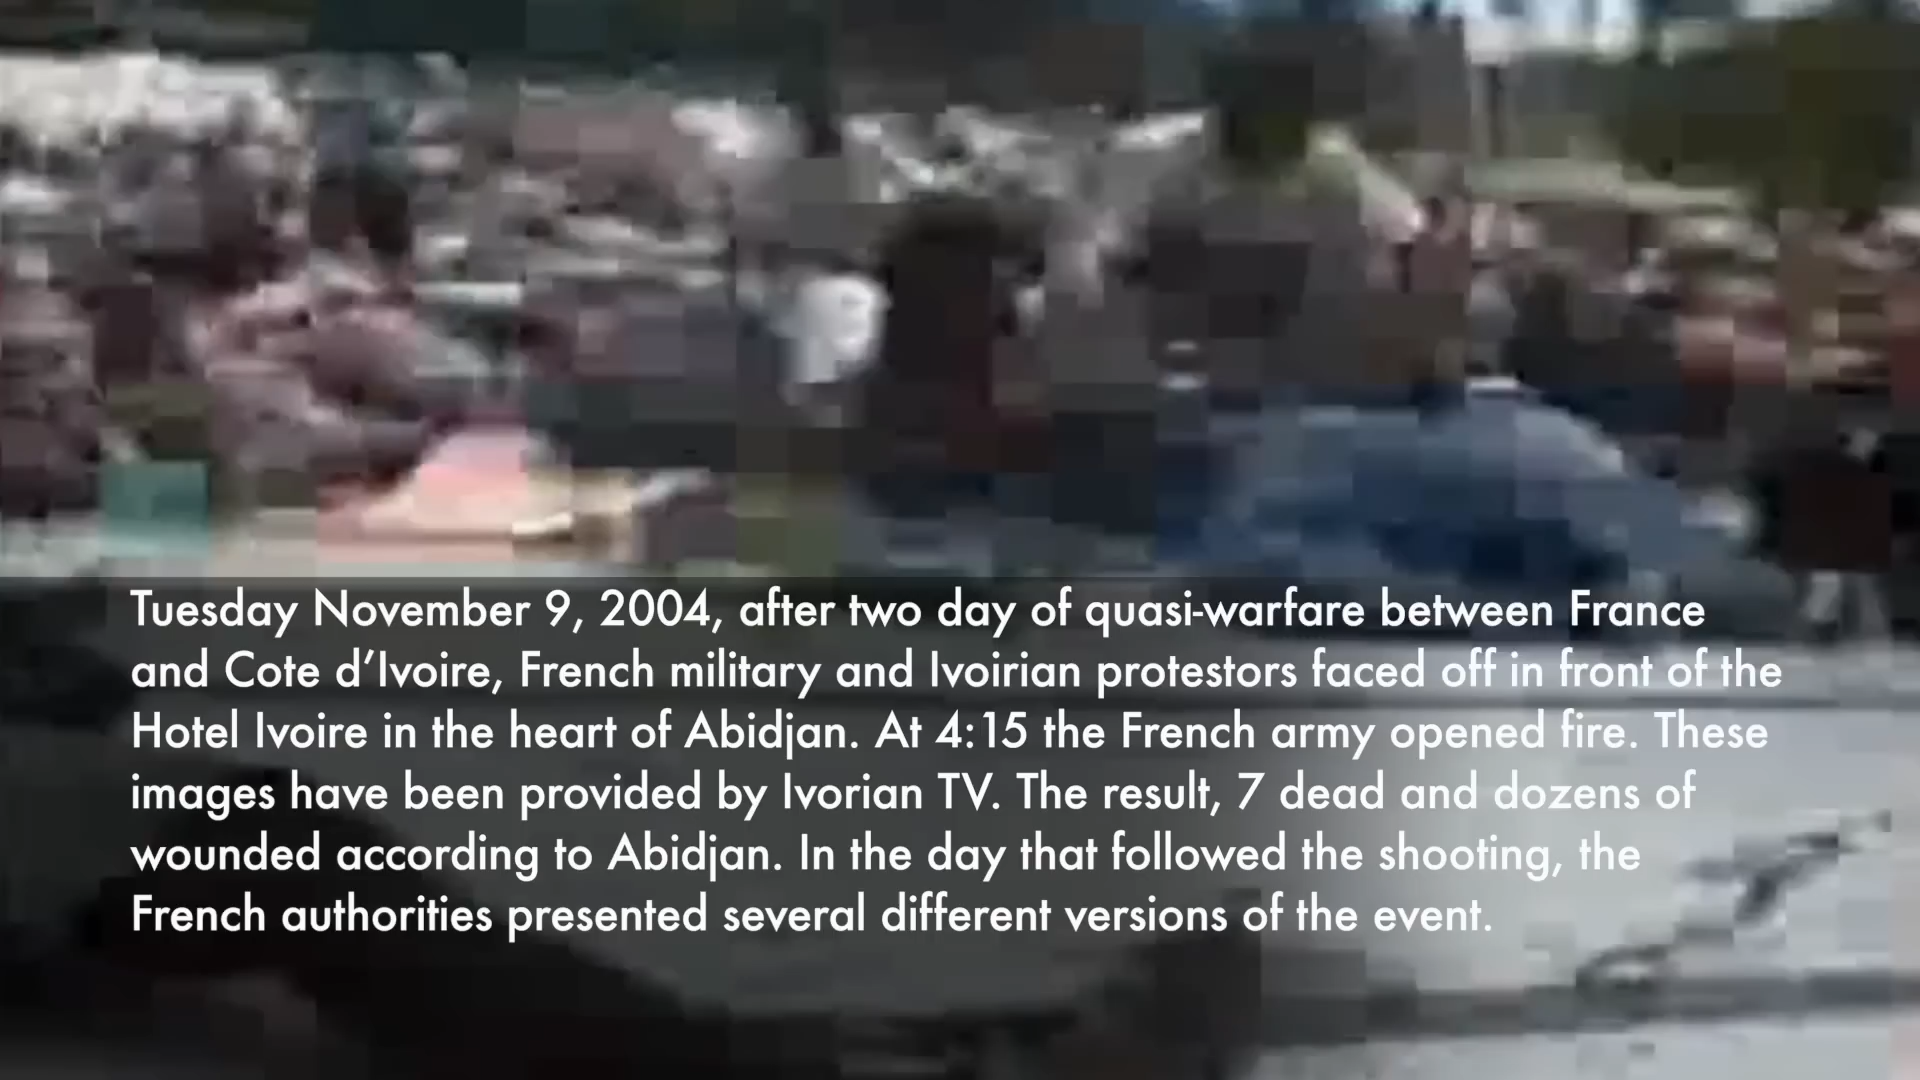 Tuesday November 9, 2004, after two day of quasi-warfare between France
and Cote d’Ivoire, French military and Ivoirian protestors faced off in front of the
Hotel Ivoire in the heart of Abidjan. At 4:15 the French army opened fire. These
images have been provided by Ivorian TV. The result, 7 dead and dozens of
wounded according to Abidjan. In the day that followed the shooting, the
French authorities presented several different versions of the event.